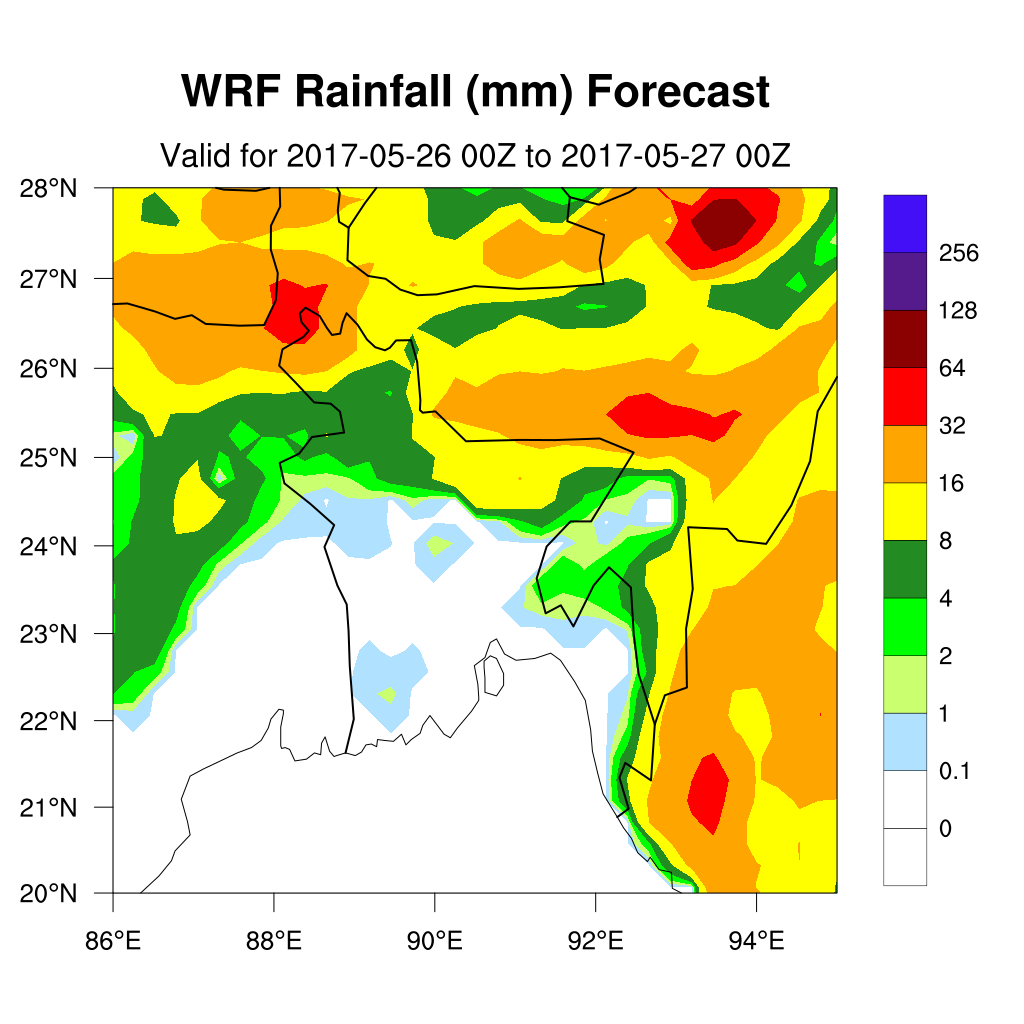 WRF Rainfall (mm) Forecast
Valid for 2017-05-26 00Z to 2017-05-27 00Z
28°N
27°N
26°N
25°N
24°N
23°N
22°N
21°N
20°N
86°E 88°E 90°E 92°E 94°E
256
128
64
32
16
8
4
2
1
0.1
0